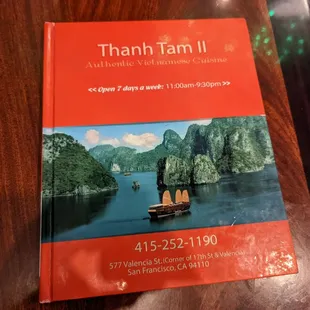 Thanh Tam II
Authentic Vietnamese Cuisine
<< Open 7 days a week: 11:00am-9:30pm >>
415-252-1190
577 Valencia St. (Corner of 17th St & Valencia)
San Francisco, CA 94110